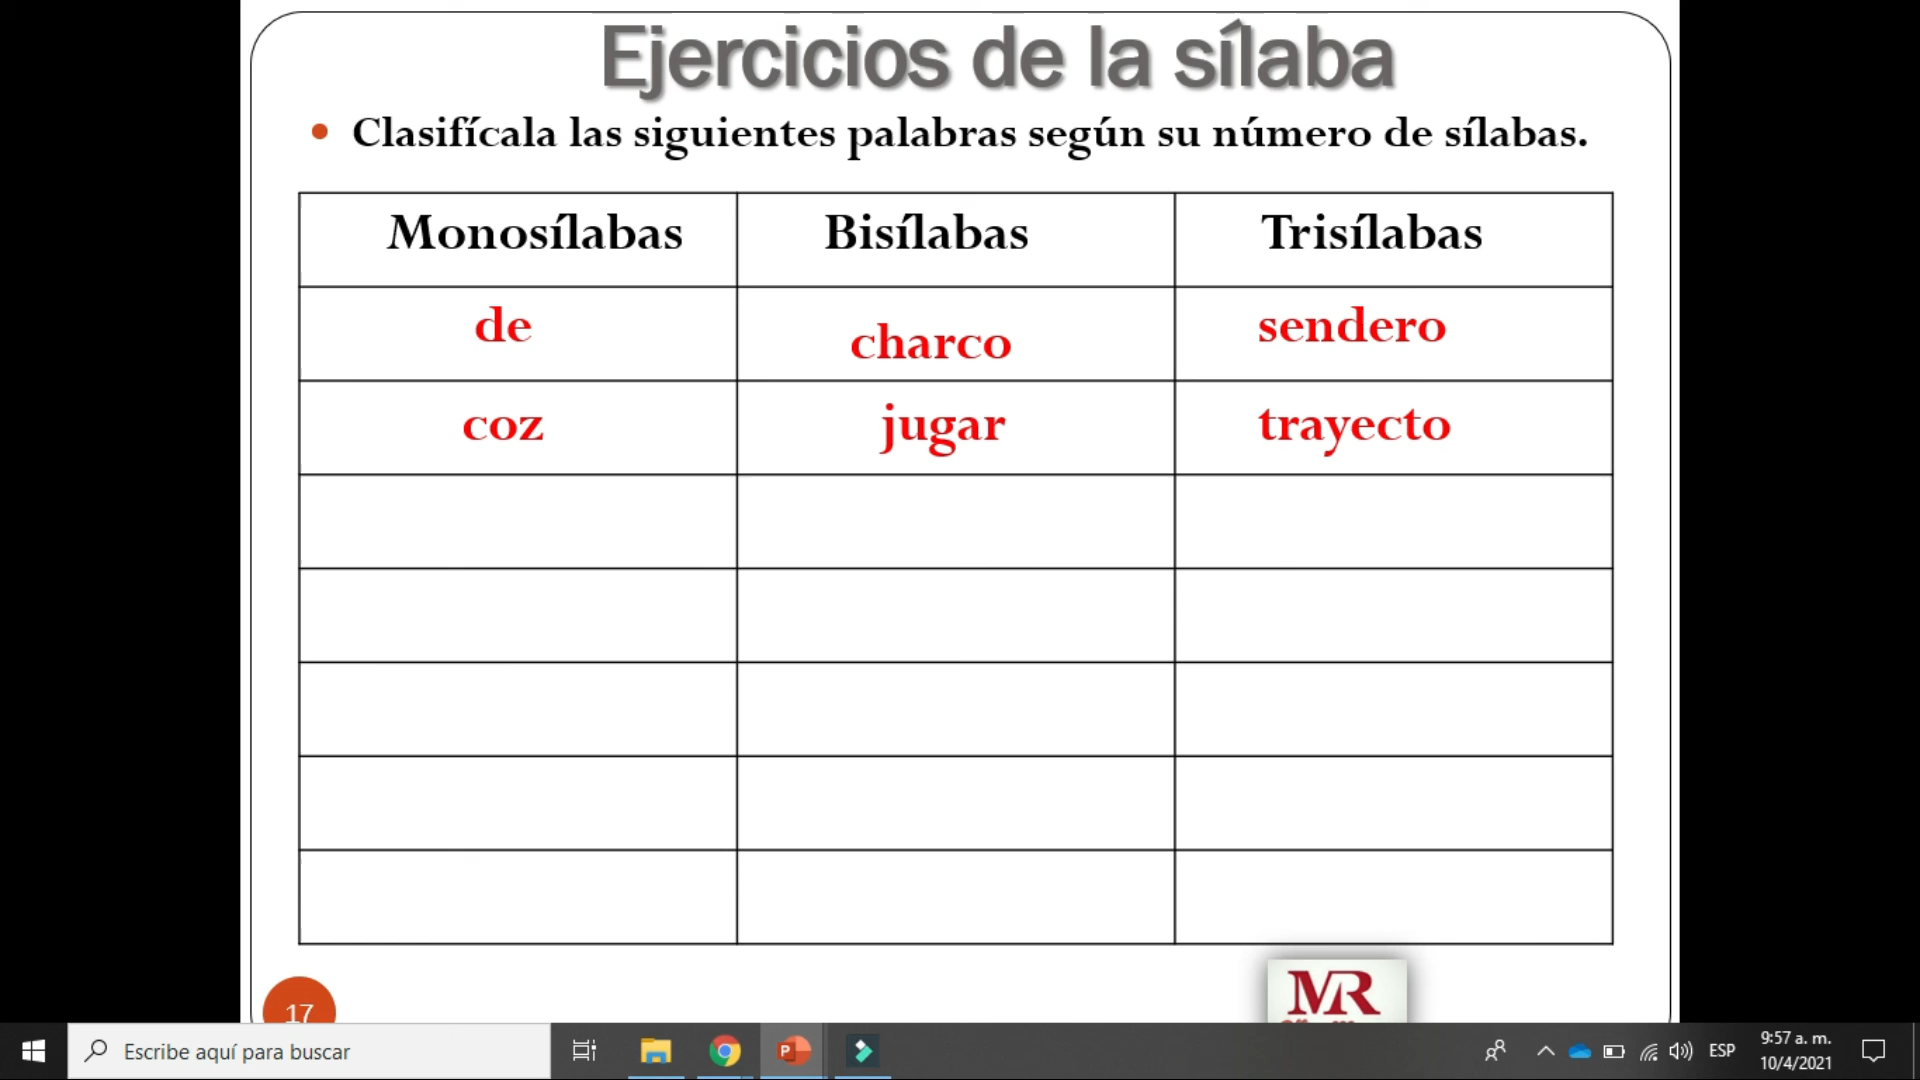 Ejercicios de la sílaba
• Clasifícala las siguientes palabras según su número de sílabas.
Monosílabas Bisílabas Trisílabas
de charco sendero
coz jugar trayecto
17
MR
Escribe aquí para buscar
ESP
9:57 a. m.
10/4/2021